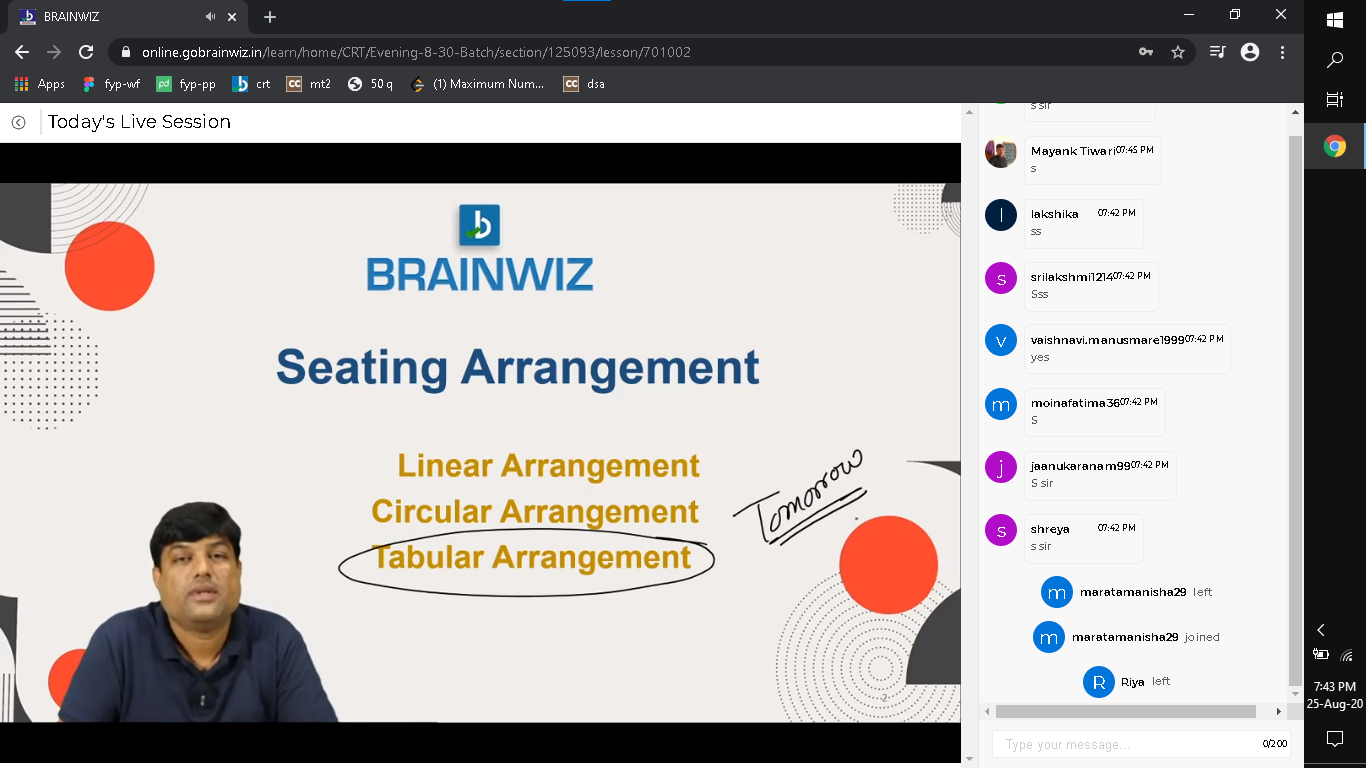 BRAINWIZ
online.gobrainwiz.in/learn/home/CRT/Evening-8-30-Batch/section/125093/lesson/701002
Apps fyp-wf fyp-pp crt mt2 50 q (1) Maximum Num... dsa
Today's Live Session
BRAINWIZ
Seating Arrangement
Linear Arrangement
Circular Arrangement
Tabular Arrangement
Tomorrow
2
s sir
Mayank Tiwari 07:45 PM
s
l
lakshika 07:42 PM
ss
s
srilakshmi1214 07:42 PM
Sss
v
vaishnavi.manusmare1999 07:42 PM
yes
m
moinafatima36 07:42 PM
S
j
jaanukaranam99 07:42 PM
S sir
s
shreya 07:42 PM
s sir
m maratamanisha29 left
m maratamanisha29 joined
R Riya left
Type your message... 0/200
7:43 PM
25-Aug-20